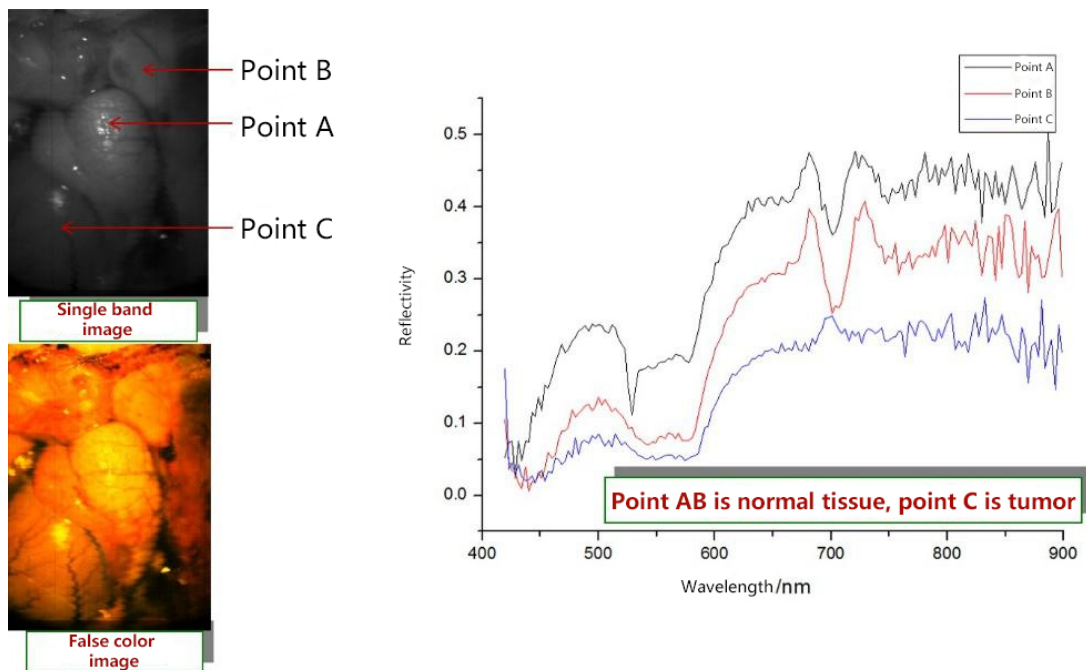 Point B
Point A
Point C
Single band
image
False color
image
Point A
Point B
Point C
0.5
0.4
0.3
0.2
0.1
0.0
Reflectivity
400
500
600
700
800
900
Wavelength/nm
Point AB is normal tissue, point C is tumor